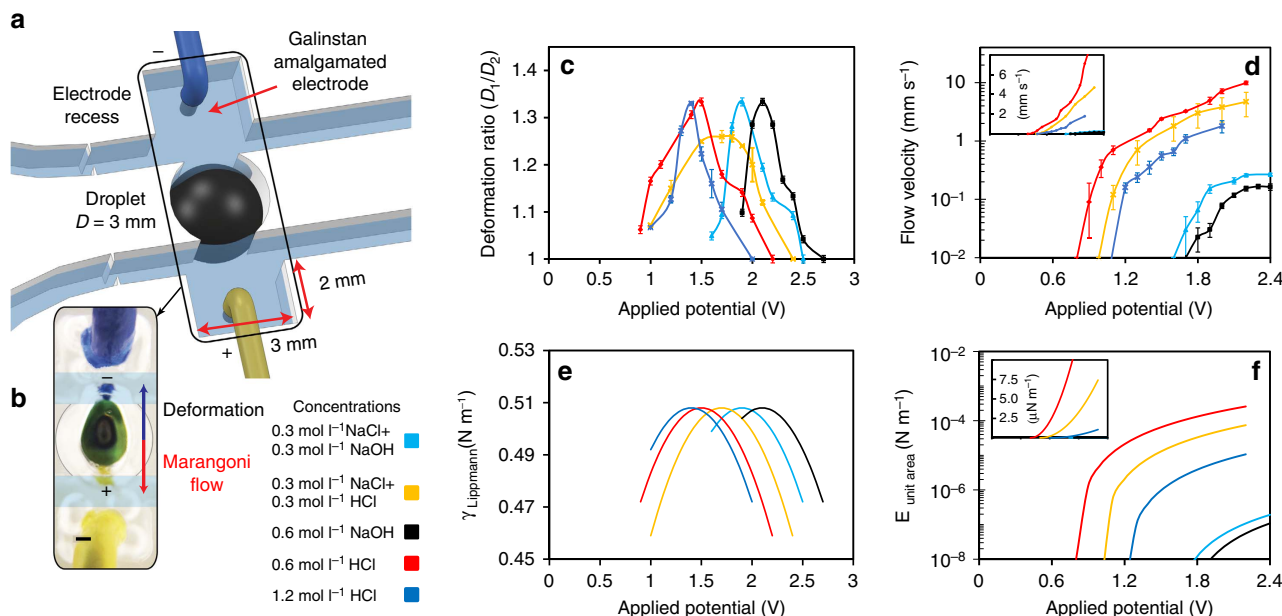 a
−
Galinstan
amalgamated
electrode
Electrode
recess
Droplet
D = 3 mm
2 mm
3 mm
+
b
−
Deformation
Marangoni
flow
+
Concentrations
0.3 mol l⁻¹NaCl+
0.3 mol l⁻¹ NaOH
0.3 mol l⁻¹ NaCl+
0.3 mol l⁻¹ HCl
0.6 mol l⁻¹ NaOH
0.6 mol l⁻¹ HCl
1.2 mol l⁻¹ HCl
c
Deformation ratio (D₁/D₂)
1.4
1.3
1.2
1.1
1
0 0.5 1 1.5 2 2.5 3
Applied potential (V)
d
Flow velocity (mm s⁻¹)
10
1
10⁻¹
10⁻²
6
4
2
(mm s⁻¹)
0 0.6 1.2 1.8 2.4
Applied potential (V)
e
γ Lippmann(N m⁻¹)
0.53
0.51
0.49
0.47
0.45
0 0.5 1 1.5 2 2.5 3
Applied potential (V)
f
E unit area (N m⁻¹)
10⁻²
10⁻⁴
10⁻⁶
10⁻⁸
7.5
5.0
2.5
(μN m⁻¹)
0 0.6 1.2 1.8 2.4
Applied potential (V)